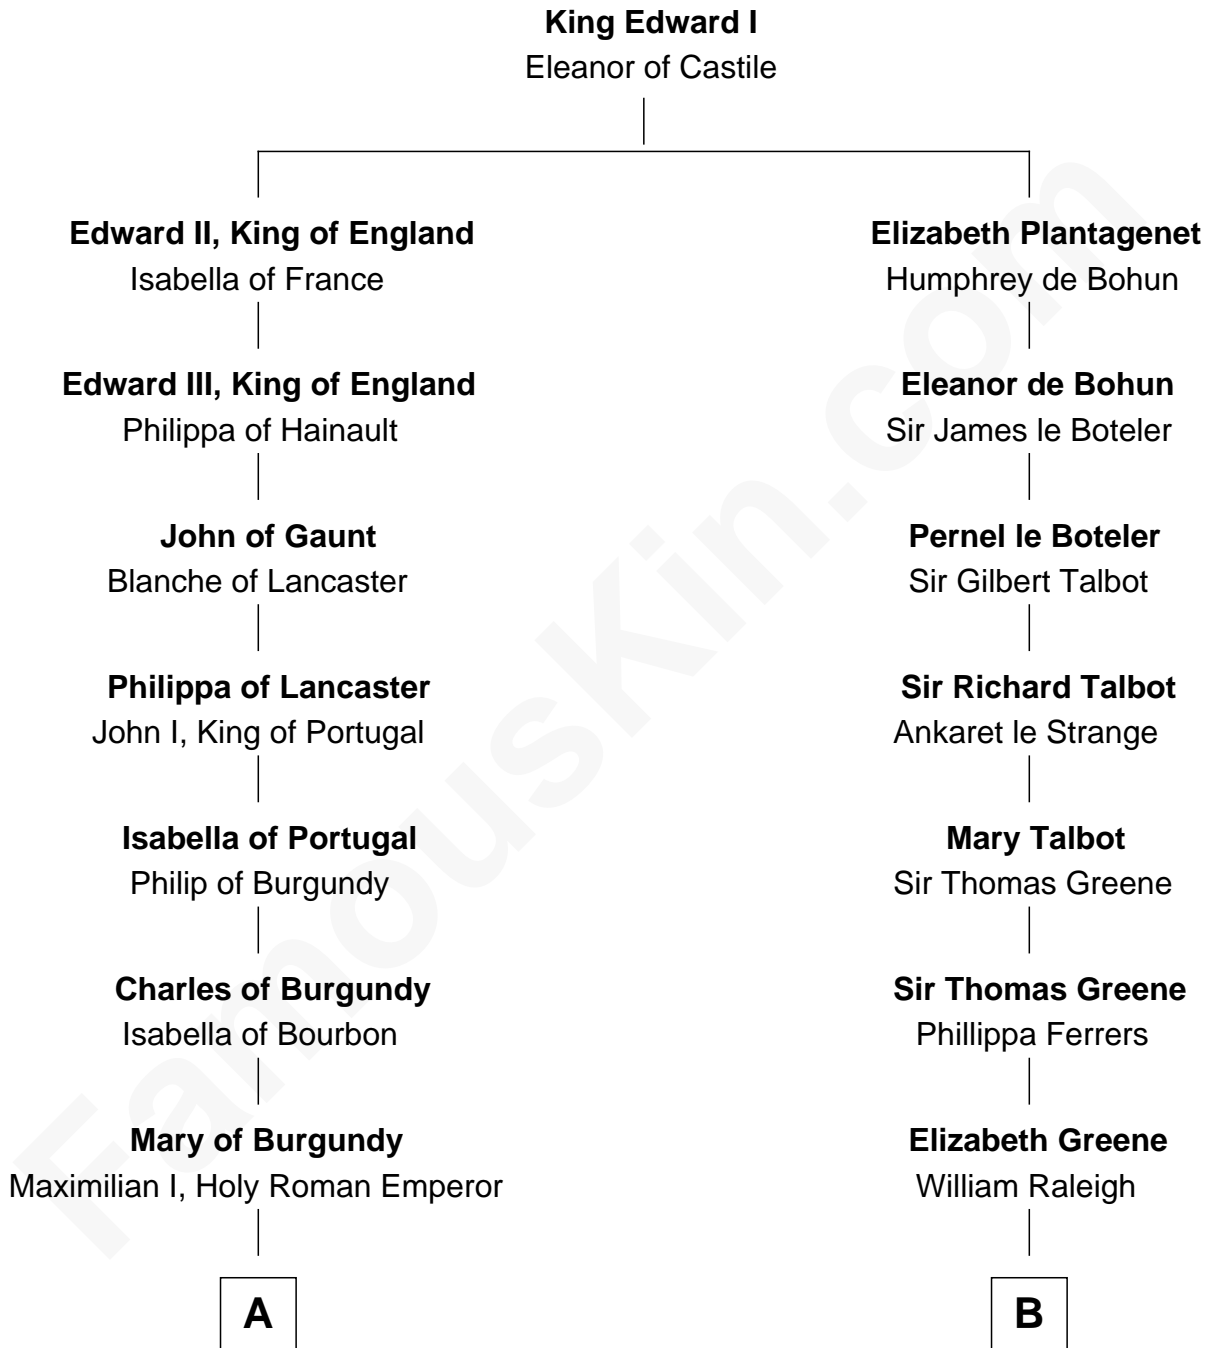 King Edward I
Eleanor of Castile
Edward II, King of England
Isabella of France
Edward III, King of England
Philippa of Hainault
John of Gaunt
Blanche of Lancaster
Philippa of Lancaster
John I, King of Portugal
Isabella of Portugal
Philip of Burgundy
Charles of Burgundy
Isabella of Bourbon
Mary of Burgundy
Maximilian I, Holy Roman Emperor
A
Elizabeth Plantagenet
Humphrey de Bohun
Eleanor de Bohun
Sir James le Boteler
Pernel le Boteler
Sir Gilbert Talbot
Sir Richard Talbot
Ankaret le Strange
Mary Talbot
Sir Thomas Greene
Sir Thomas Greene
Phillippa Ferrers
Elizabeth Greene
William Raleigh
B
FamousKin.com